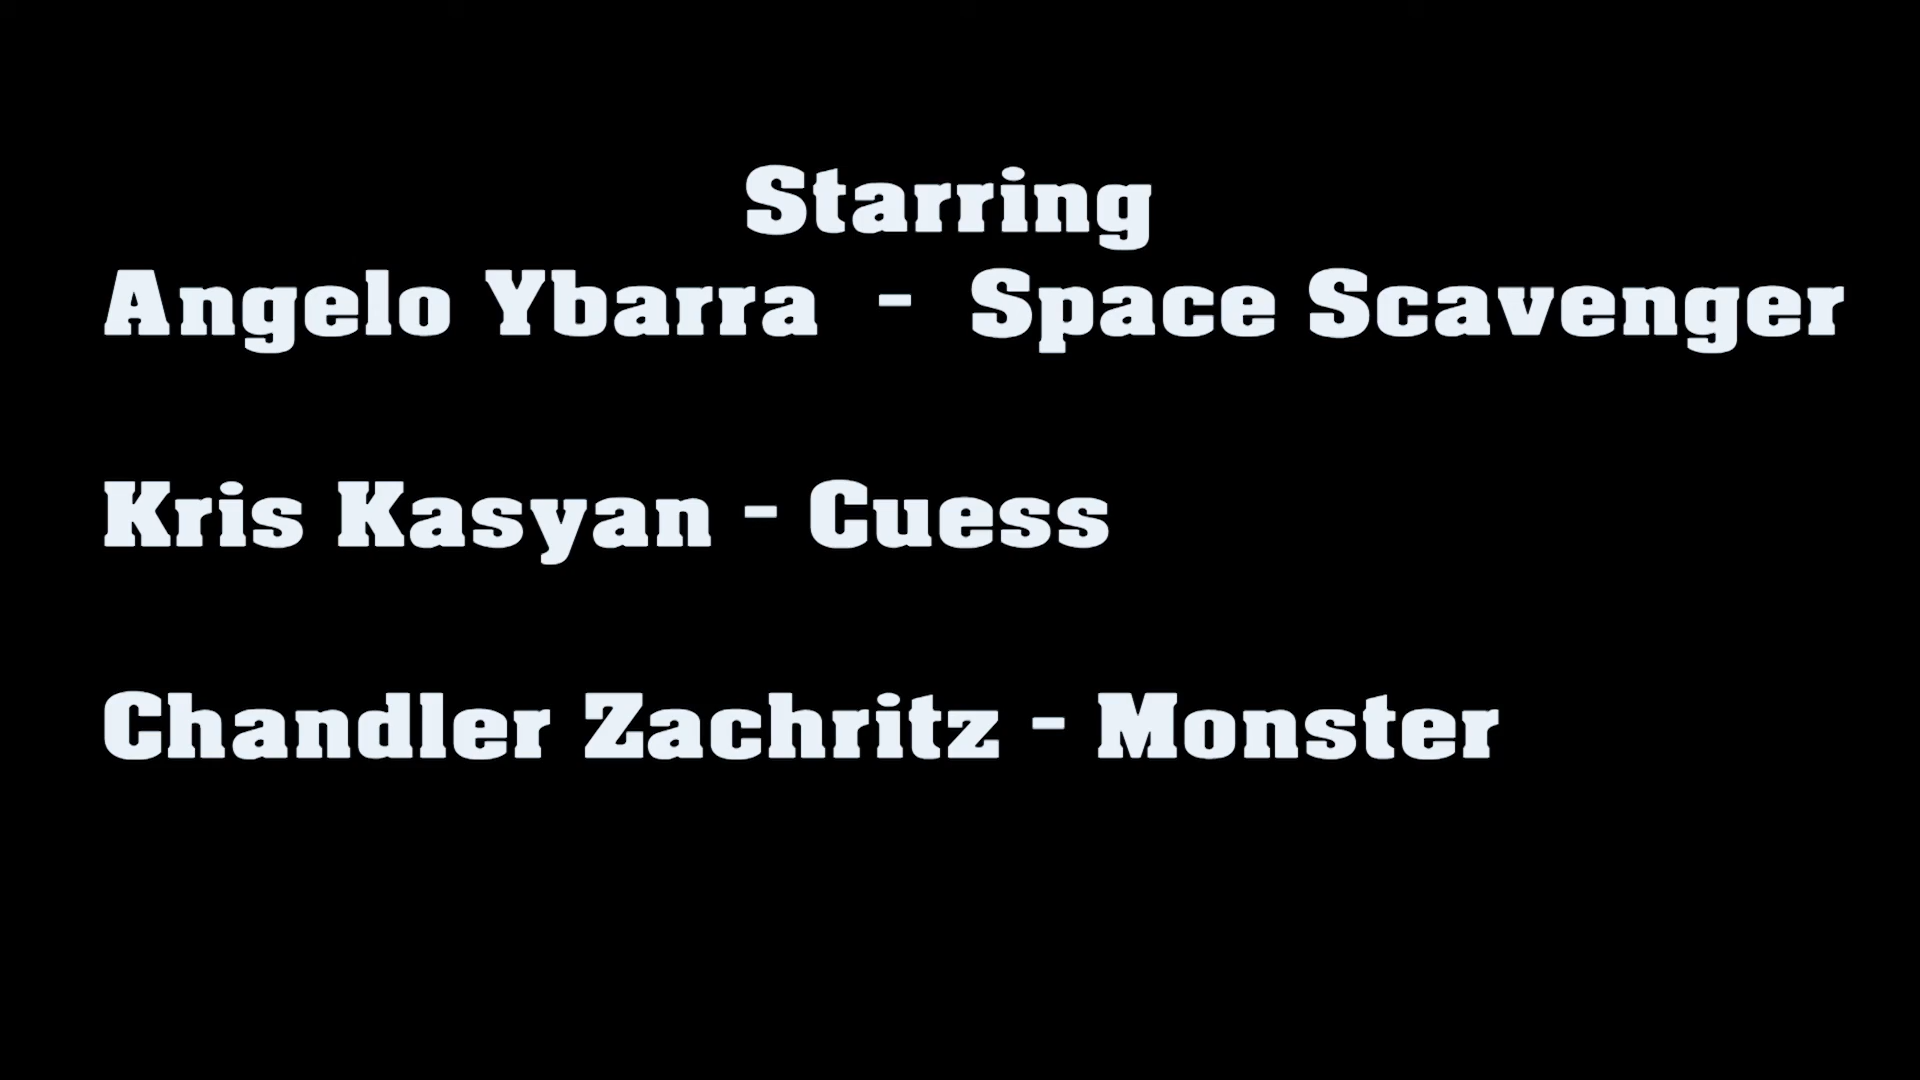 Starring
Angelo Ybarra - Space Scavenger
Kris Kasyan - Cuess
Chandler Zachritz - Monster